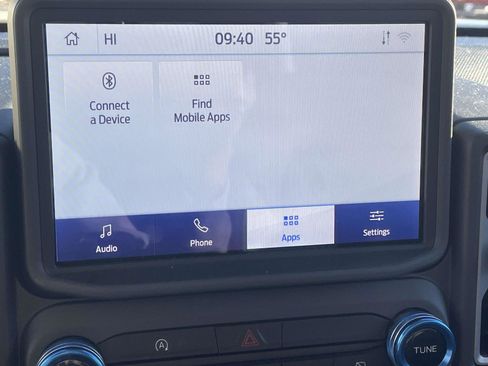 HI 09:40 55°
Connect
a Device
Find
Mobile Apps
Audio Phone Apps Settings
A
TUNE